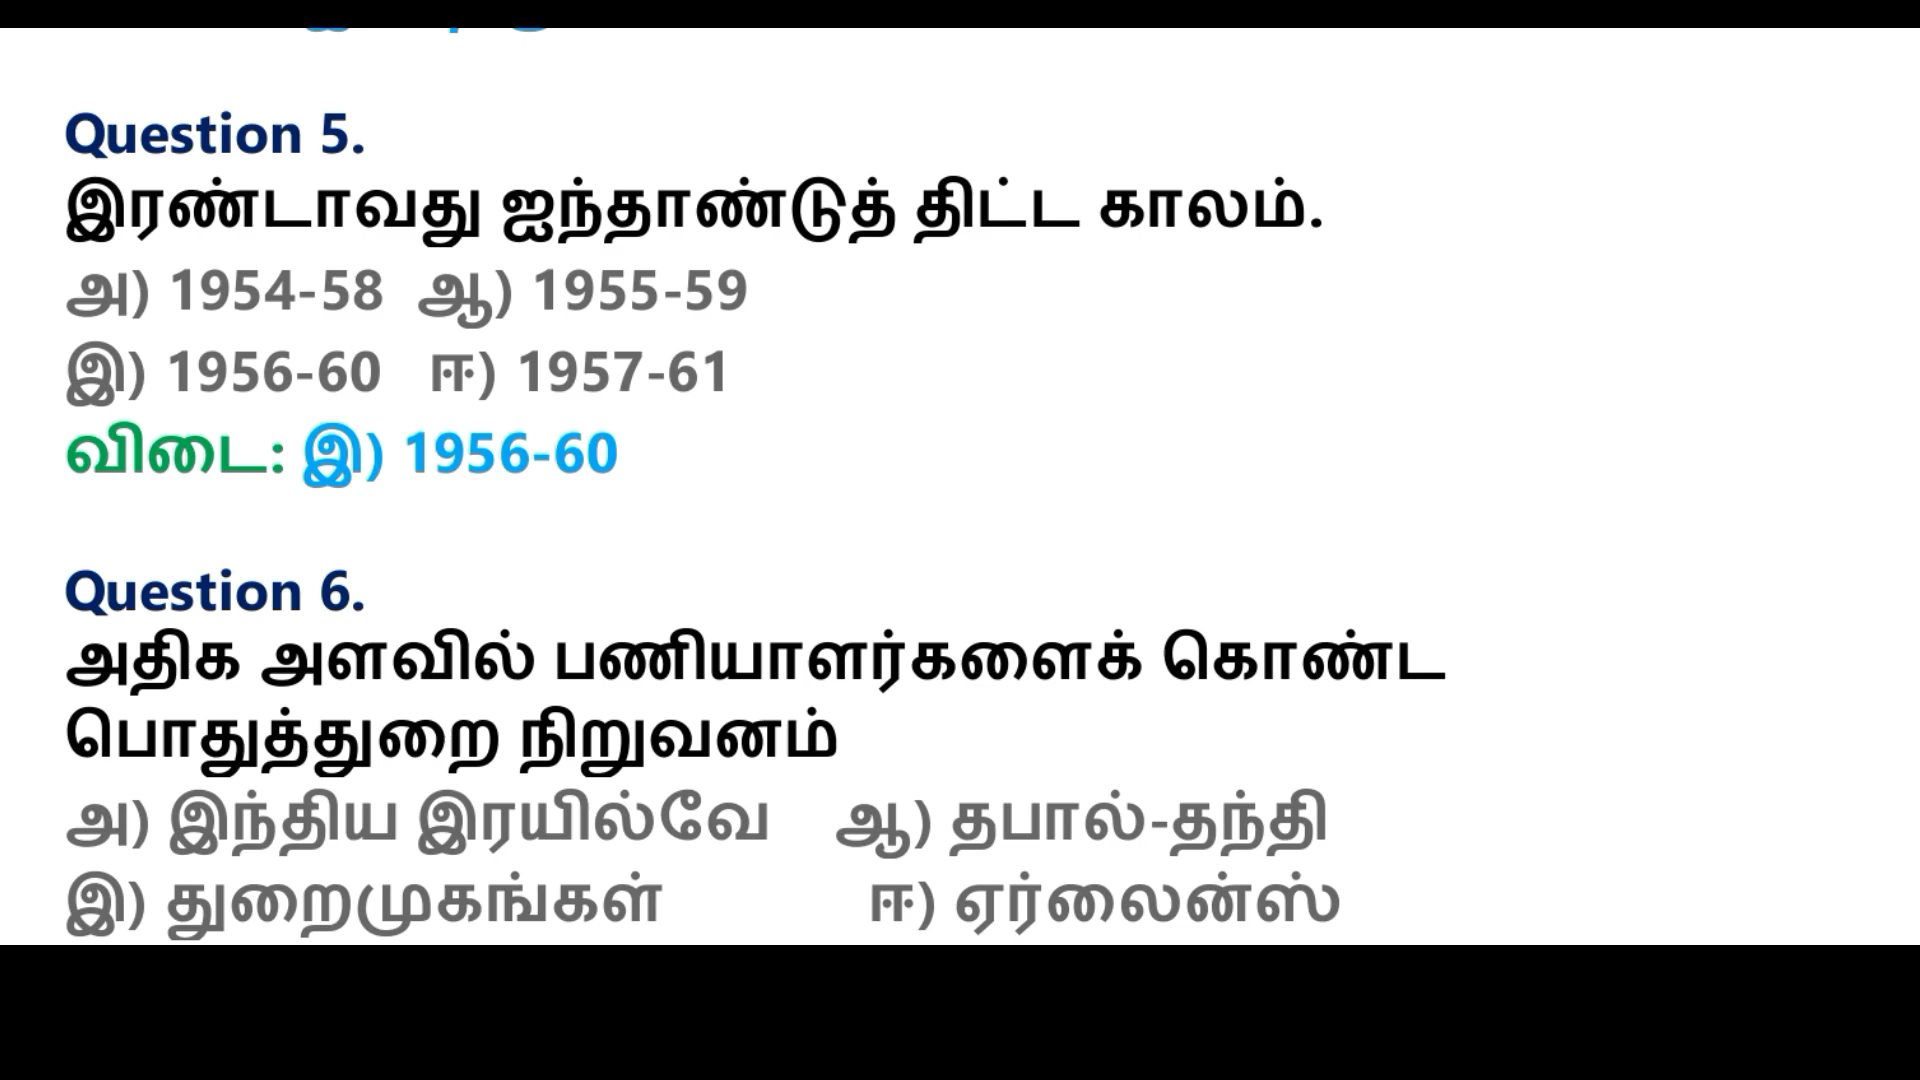 Question 5.
இரண்டாவது ஐந்தாண்டுத் திட்ட காலம்.
அ) 1954-58 ஆ) 1955-59
இ) 1956-60 ஈ) 1957-61
விடை: இ) 1956-60
Question 6.
அதிக அளவில் பணியாளர்களைக் கொண்ட
பொதுத்துறை நிறுவனம்
அ) இந்திய இரயில்வே ஆ) தபால்-தந்தி
இ) துறைமுகங்கள் ஈ) ஏர்லைன்ஸ்